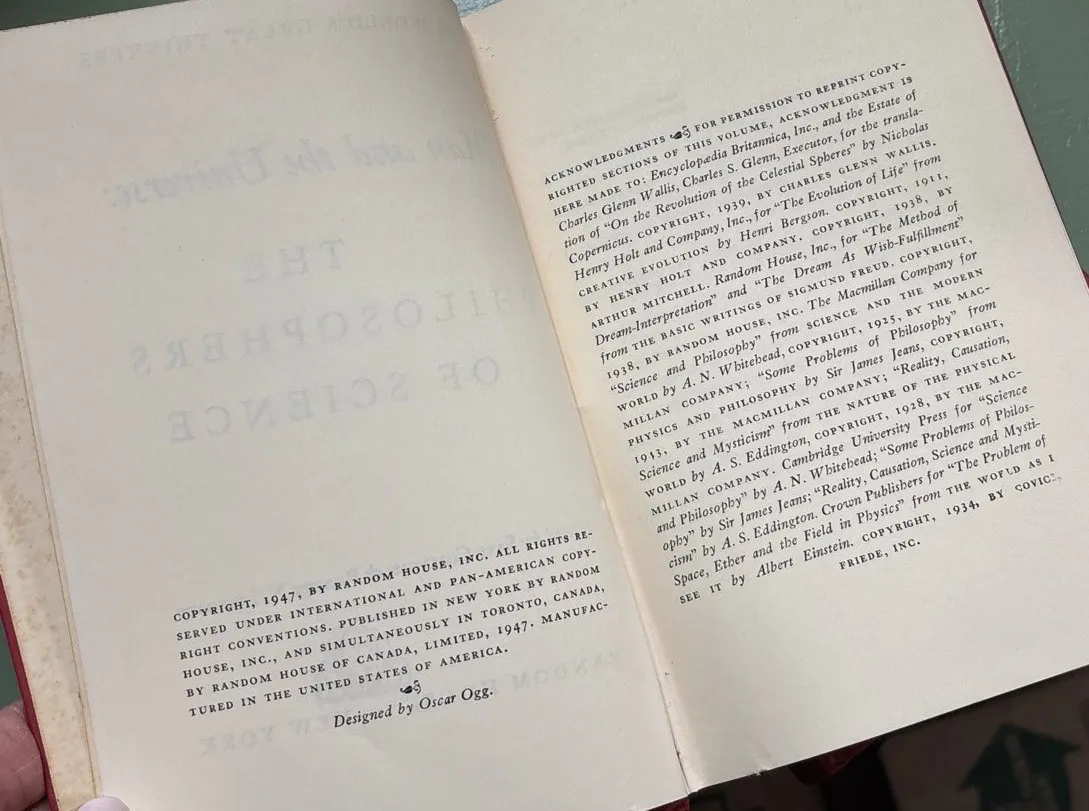 COPYRIGHT, 1947, BY RANDOM HOUSE, INC. ALL RIGHTS RE-
SERVED UNDER INTERNATIONAL AND PAN-AMERICAN COPY-
RIGHT CONVENTIONS. PUBLISHED IN NEW YORK BY RANDOM
HOUSE, INC., AND SIMULTANEOUSLY IN TORONTO, CANADA,
BY RANDOM HOUSE OF CANADA, LIMITED, 1947. MANUFAC-
TURED IN THE UNITED STATES OF AMERICA.
Designed by Oscar Ogg.
ACKNOWLEDGMENTS FOR PERMISSION TO REPRINT COPY-
RIGHTED SECTIONS OF THIS VOLUME, ACKNOWLEDGMENT IS
HERE MADE TO: Encyclopædia Britannica, Inc., and the Estate of
Charles Glenn Wallis, Charles S. Glenn, Executor, for the transla-
tion of "On the Revolution of the Celestial Spheres" by Nicholas
Copernicus. COPYRIGHT, 1939, BY CHARLES GLENN WALLIS.
Henry Holt and Company, Inc., for "The Evolution of Life" from
CREATIVE EVOLUTION by Henri Bergson. COPYRIGHT, 1911,
BY HENRY HOLT AND COMPANY. COPYRIGHT, 1938, BY
ARTHUR MITCHELL. Random House, Inc., for "The Method of
Dream-Interpretation" and "The Dream As Wish-Fulfillment"
from THE BASIC WRITINGS OF SIGMUND FREUD. COPYRIGHT,
1938, BY RANDOM HOUSE, INC. The Macmillan Company for
"Science and Philosophy" from SCIENCE AND THE MODERN
WORLD by A. N. Whitehead, COPYRIGHT, 1925, BY THE MAC-
MILLAN COMPANY; "Some Problems of Philosophy" from
PHYSICS AND PHILOSOPHY by Sir James Jeans, COPYRIGHT,
1943, BY THE MACMILLAN COMPANY; "Reality, Causation,
Science and Mysticism" from THE NATURE OF THE PHYSICAL
WORLD by A. S. Eddington, COPYRIGHT, 1928, BY THE MAC-
MILLAN COMPANY. Cambridge University Press for "Science
and Philosophy" by A. N. Whitehead; "Some Problems of Philos-
ophy" by Sir James Jeans; "Reality, Causation, Science and Mysti-
cism" by A. S. Eddington. Crown Publishers for "The Problem of
Space, Ether and the Field in Physics" from THE WORLD AS I
SEE IT by Albert Einstein. COPYRIGHT, 1934, BY COVICI,
FRIEDE, INC.